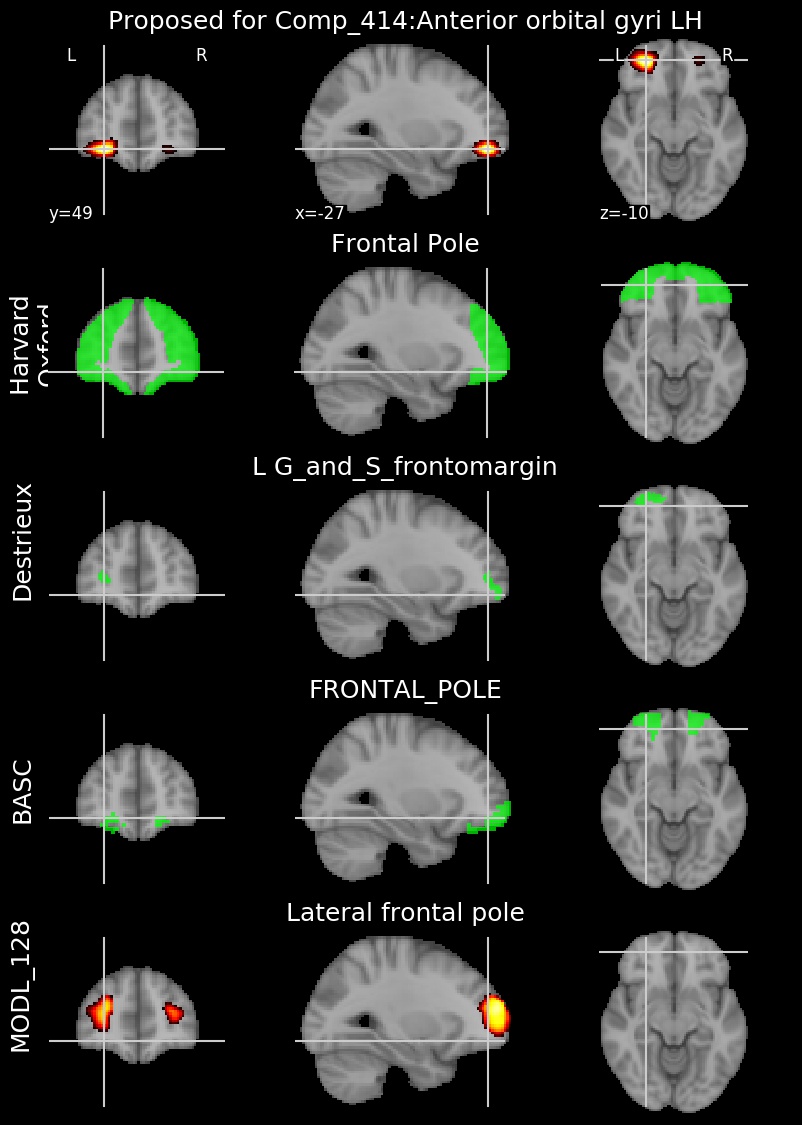 Proposed for Comp_414:Anterior orbital gyri LH
L R L R
y=49 x=-27 z=-10
Frontal Pole
Harvard
Oxford
L G_and_S_frontomargin
Destrieux
FRONTAL_POLE
BASC
Lateral frontal pole
MODL_128